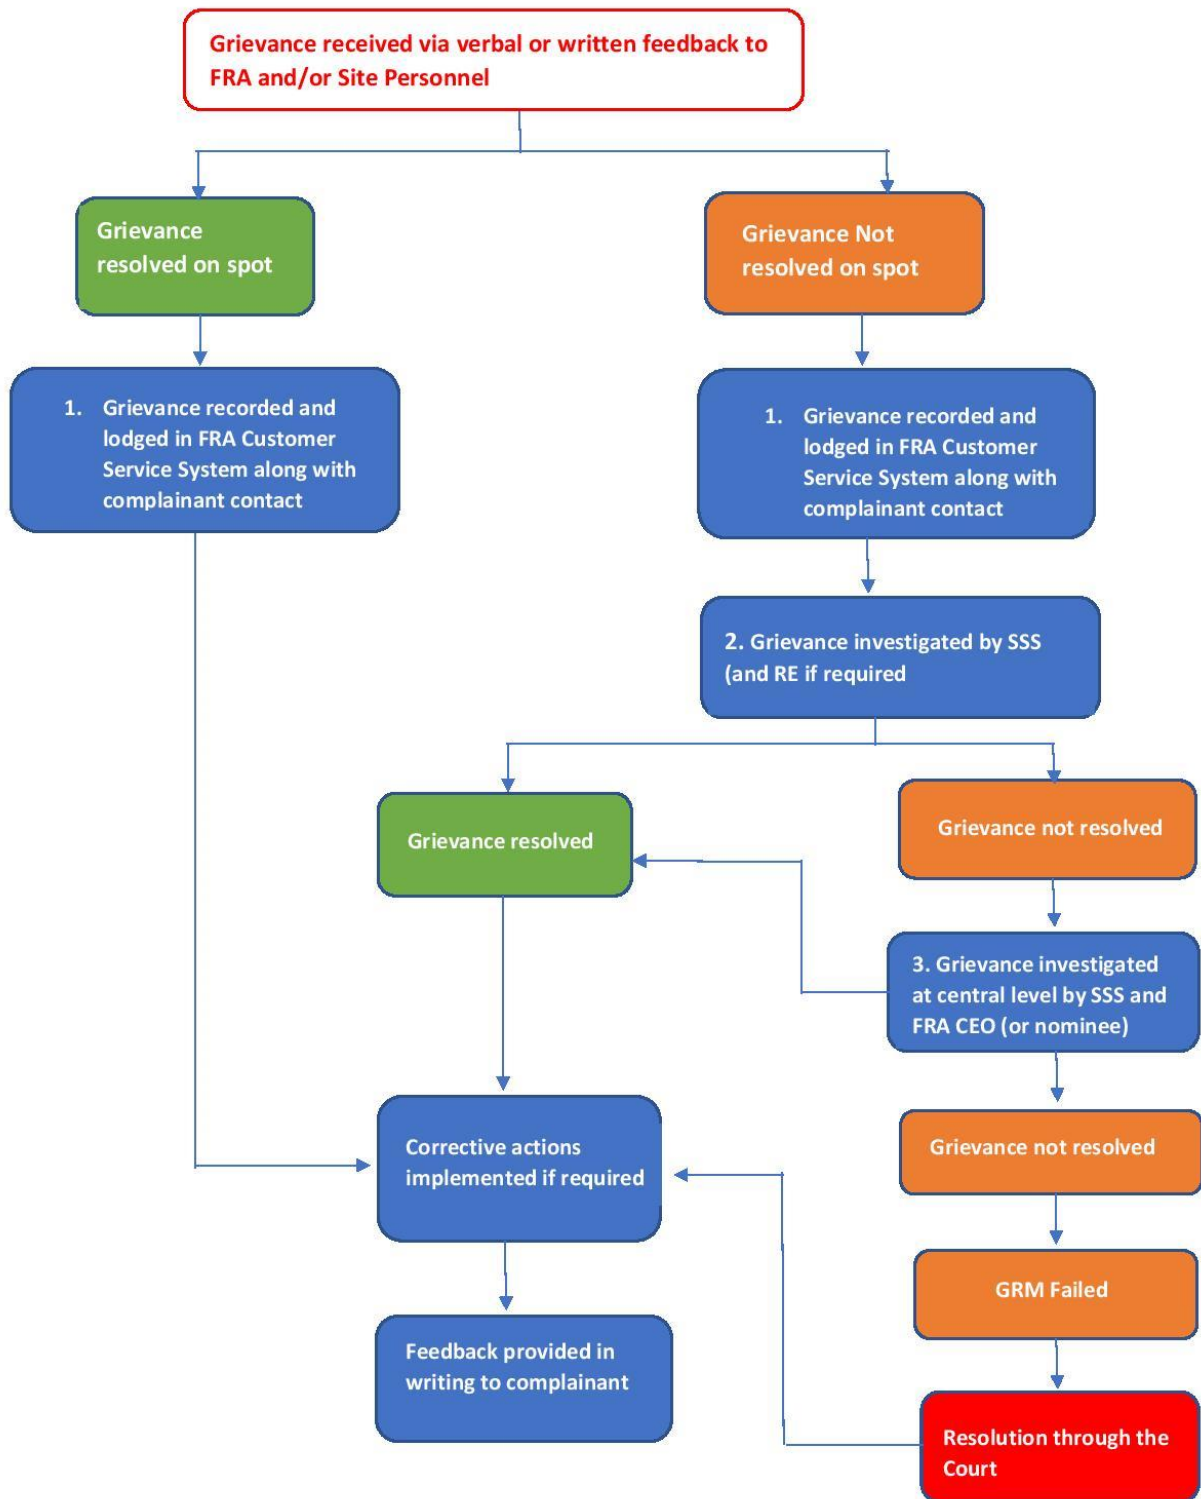 Grievance received via verbal or written feedback to
FRA and/or Site Personnel
Grievance
resolved on spot
Grievance Not
resolved on spot
1. Grievance recorded and
lodged in FRA Customer
Service System along with
complainant contact
1. Grievance recorded and
lodged in FRA Customer
Service System along with
complainant contact
2. Grievance investigated by SSS
(and RE if required
Grievance resolved
Grievance not resolved
3. Grievance investigated
at central level by SSS and
FRA CEO (or nominee)
Corrective actions
implemented if required
Grievance not resolved
GRM Failed
Feedback provided in
writing to complainant
Resolution through the
Court